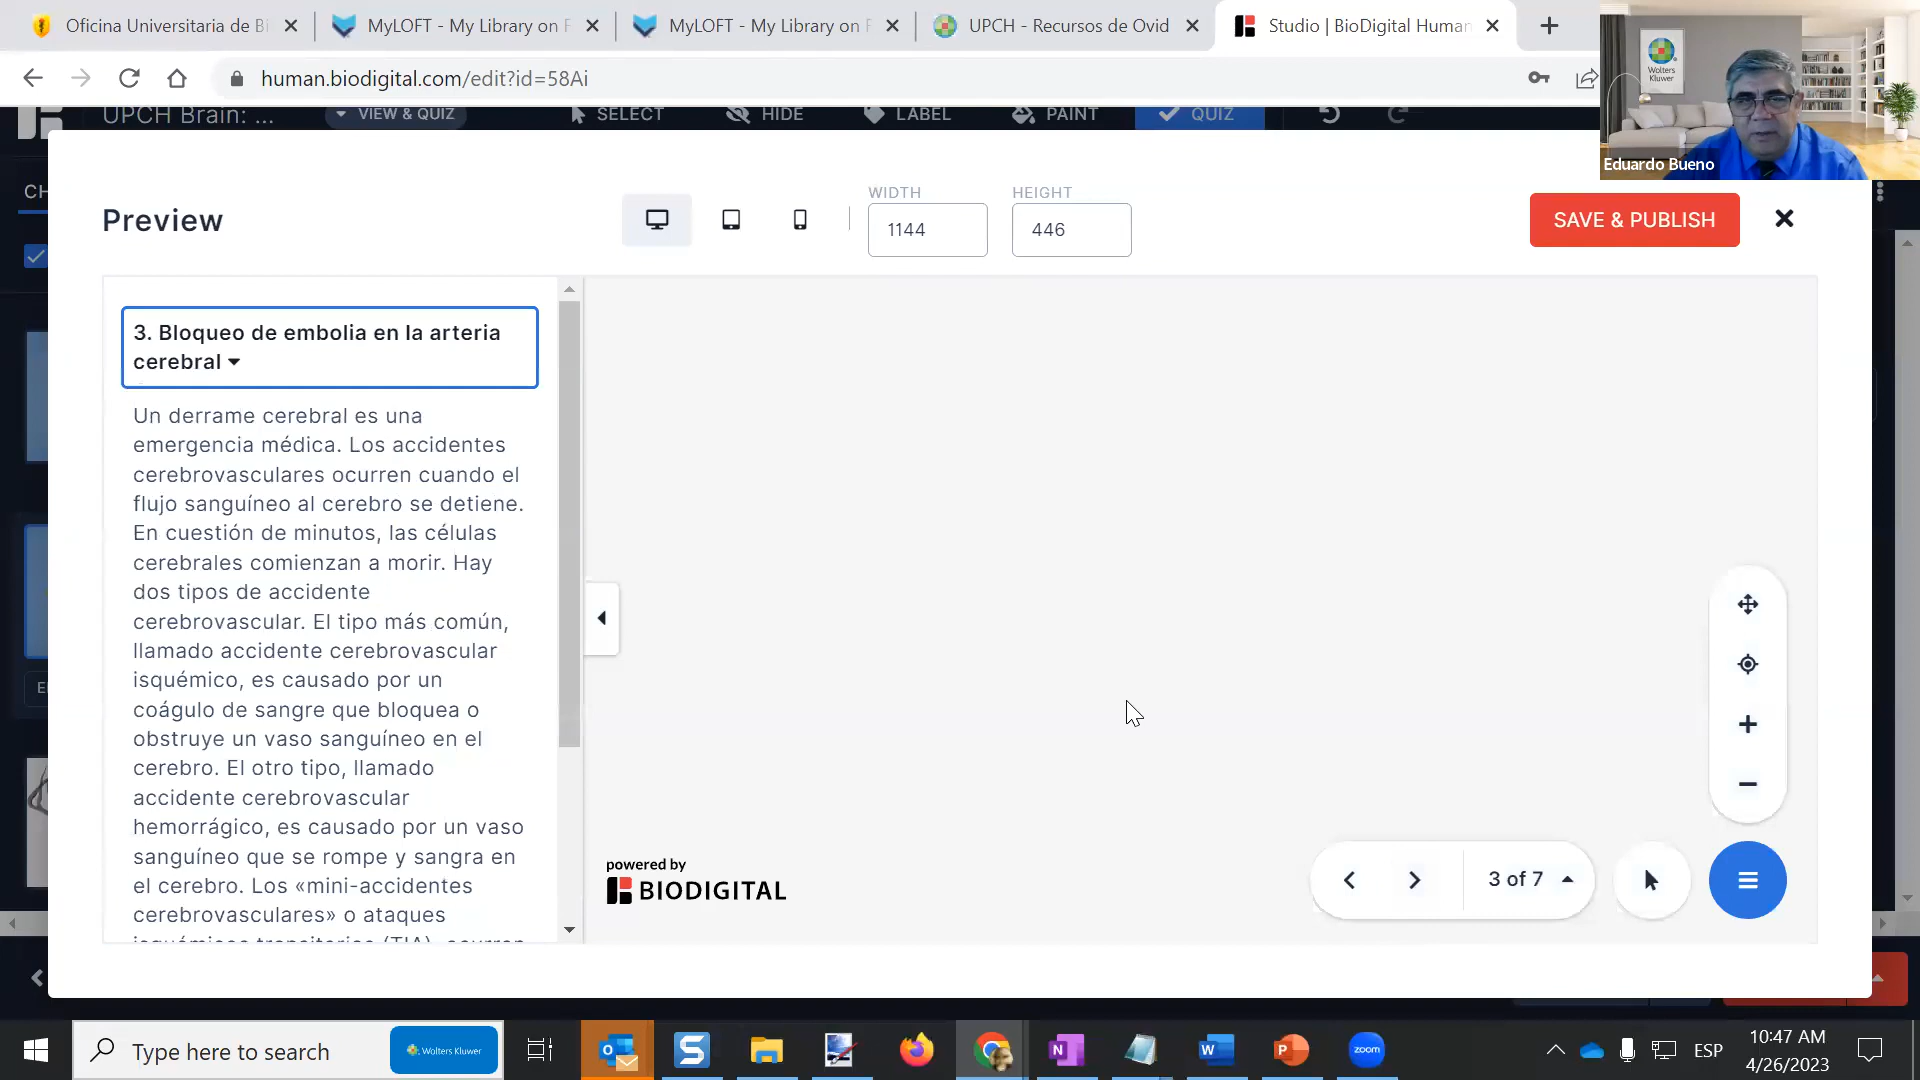 Oficina Universitaria de Bi
MyLOFT - My Library on F
MyLOFT - My Library on F
UPCH - Recursos de Ovid
Studio | BioDigital Human
human.biodigital.com/edit?id=58Ai
Wolters Kluwer
Eduardo Bueno
UPCH Brain: ...
VIEW & QUIZ
SELECT
HIDE
LABEL
PAINT
QUIZ
CH
Preview
WIDTH
1144
HEIGHT
446
SAVE & PUBLISH
3. Bloqueo de embolia en la arteria
cerebral
Un derrame cerebral es una
emergencia médica. Los accidentes
cerebrovasculares ocurren cuando el
flujo sanguíneo al cerebro se detiene.
En cuestión de minutos, las células
cerebrales comienzan a morir. Hay
dos tipos de accidente
cerebrovascular. El tipo más común,
llamado accidente cerebrovascular
isquémico, es causado por un
coágulo de sangre que bloquea o
obstruye un vaso sanguíneo en el
cerebro. El otro tipo, llamado
accidente cerebrovascular
hemorrágico, es causado por un vaso
sanguíneo que se rompe y sangra en
el cerebro. Los «mini-accidentes
cerebrovasculares» o ataques
isquémicos transitorios (TIA), ocurren
powered by
BIODIGITAL
3 of 7
Type here to search
Wolters Kluwer
zoom
ESP
10:47 AM
4/26/2023